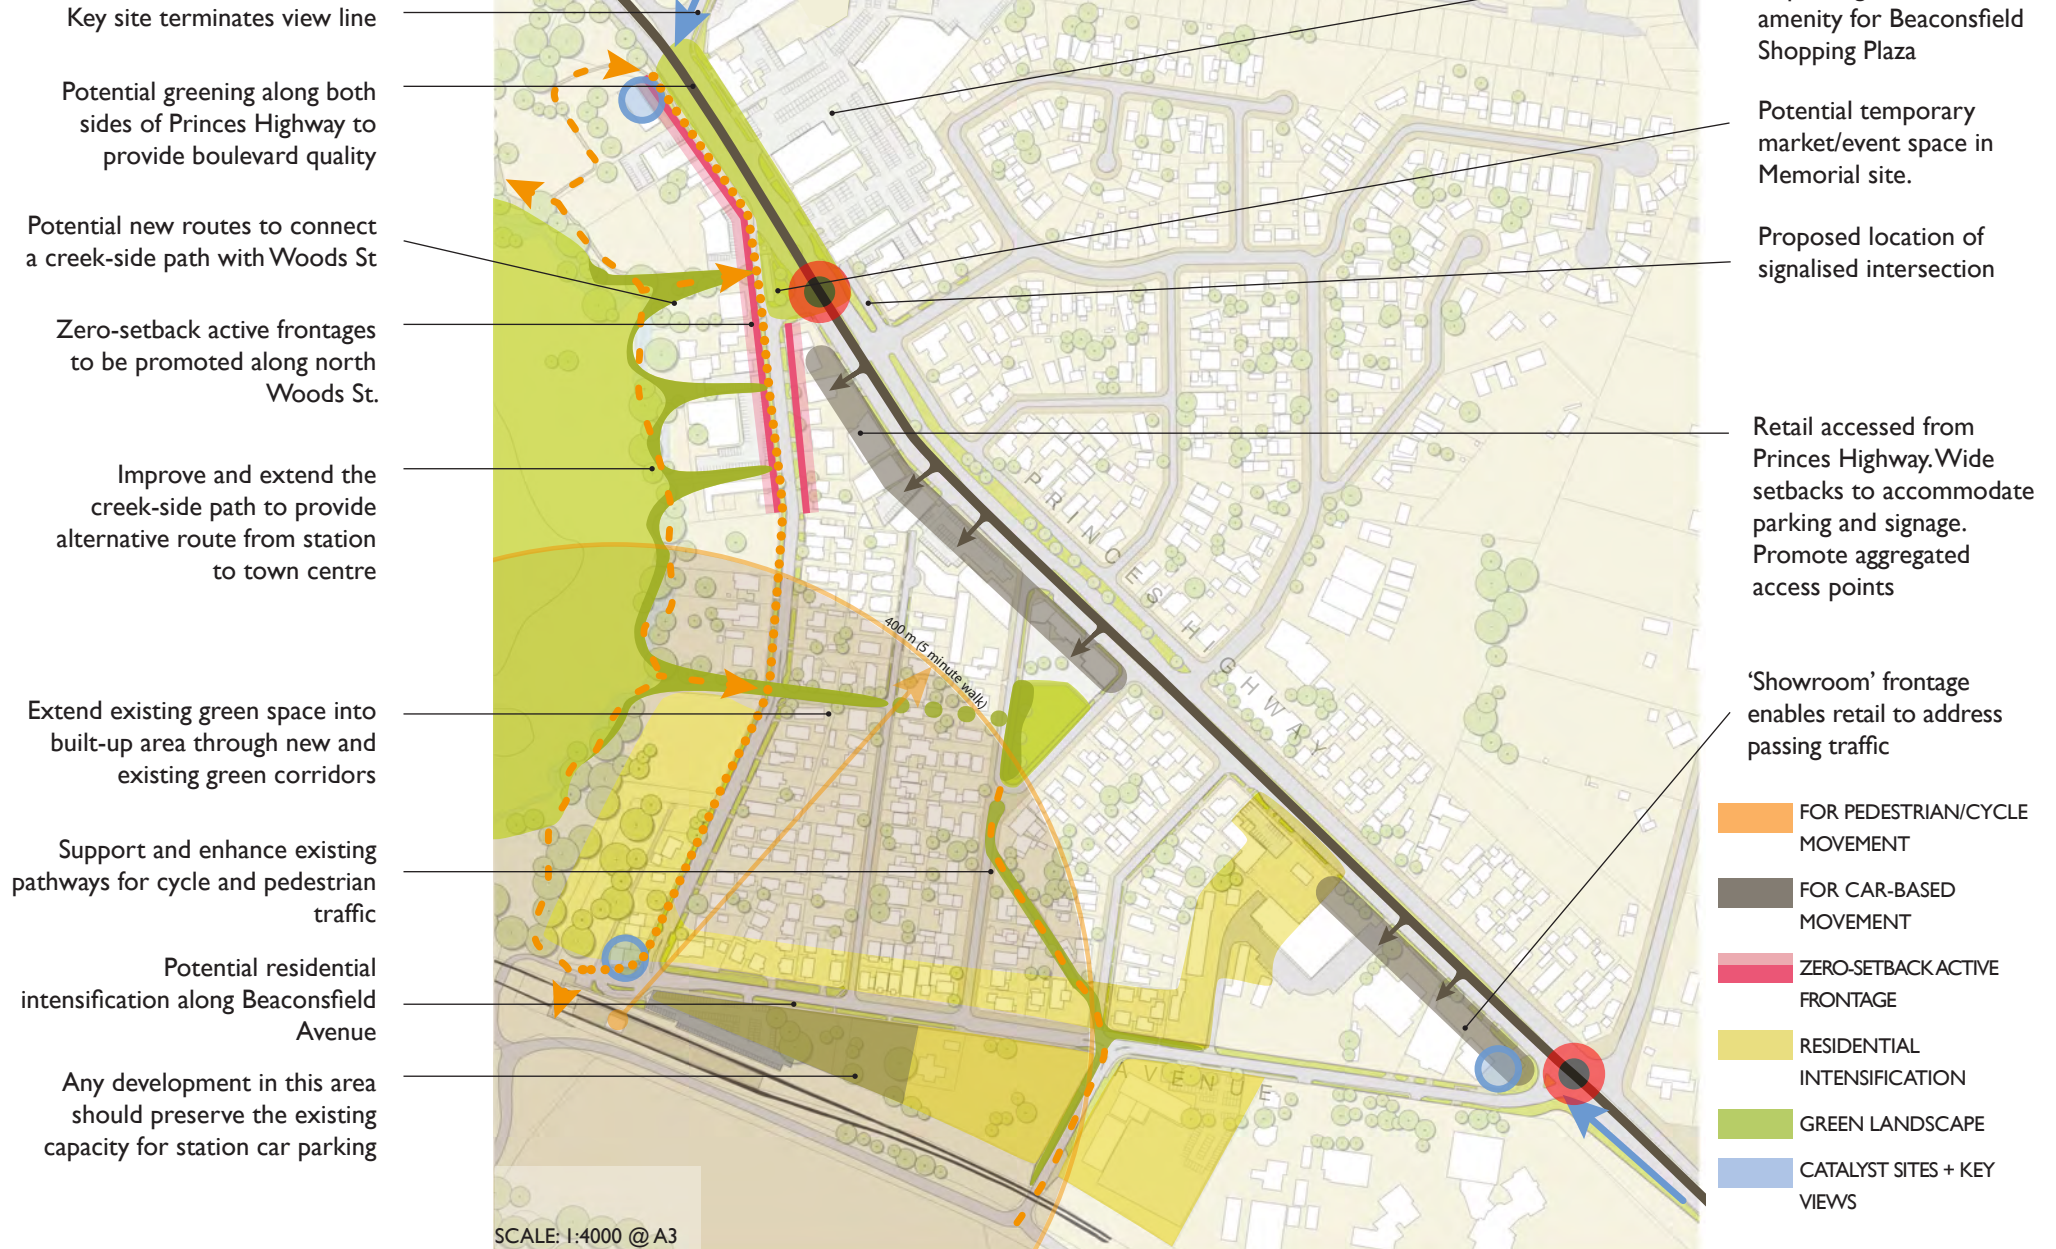 Key site terminates view line
Potential greening along both
sides of Princes Highway to
provide boulevard quality
Potential new routes to connect
a creek-side path with Woods St
Zero-setback active frontages
to be promoted along north
Woods St.
Improve and extend the
creek-side path to provide
alternative route from station
to town centre
Extend existing green space into
built-up area through new and
existing green corridors
Support and enhance existing
pathways for cycle and pedestrian
traffic
Potential residential
intensification along Beaconsfield
Avenue
Any development in this area
should preserve the existing
capacity for station car parking
400 m (5 minute walk)
PRINCES HIGHWAY
AVENUE
SCALE: 1:4000 @ A3
amenity for Beaconsfield
Shopping Plaza
Potential temporary
market/event space in
Memorial site.
Proposed location of
signalised intersection
Retail accessed from
Princes Highway. Wide
setbacks to accommodate
parking and signage.
Promote aggregated
access points
‘Showroom’ frontage
enables retail to address
passing traffic
FOR PEDESTRIAN/CYCLE
MOVEMENT
FOR CAR-BASED
MOVEMENT
ZERO-SETBACK ACTIVE
FRONTAGE
RESIDENTIAL
INTENSIFICATION
GREEN LANDSCAPE
CATALYST SITES + KEY
VIEWS